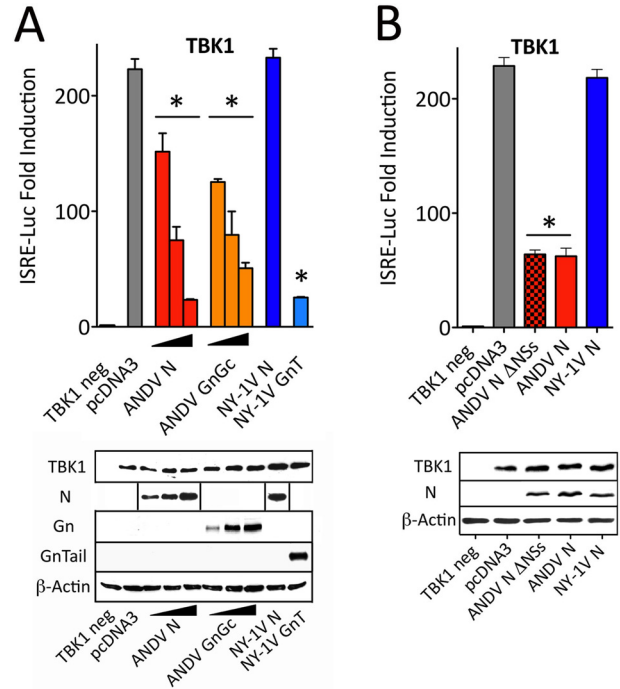 A
TBK1
ISRE-Luc Fold Induction
200
100
0
*
*
*
TBK1 neg
pcDNA3
ANDV N
ANDV GnGc
NY-1V N
NY-1V GnT
TBK1
N
Gn
GnTail
β-Actin
TBK1 neg
pcDNA3
ANDV N
ANDV GnGc
NY-1V N
NY-1V GnT
B
TBK1
ISRE-Luc Fold Induction
200
100
0
*
TBK1 neg
pcDNA3
ANDV N ΔNSs
ANDV N
NY-1V N
TBK1
N
β-Actin
TBK1 neg
pcDNA3
ANDV N ΔNSs
ANDV N
NY-1V N